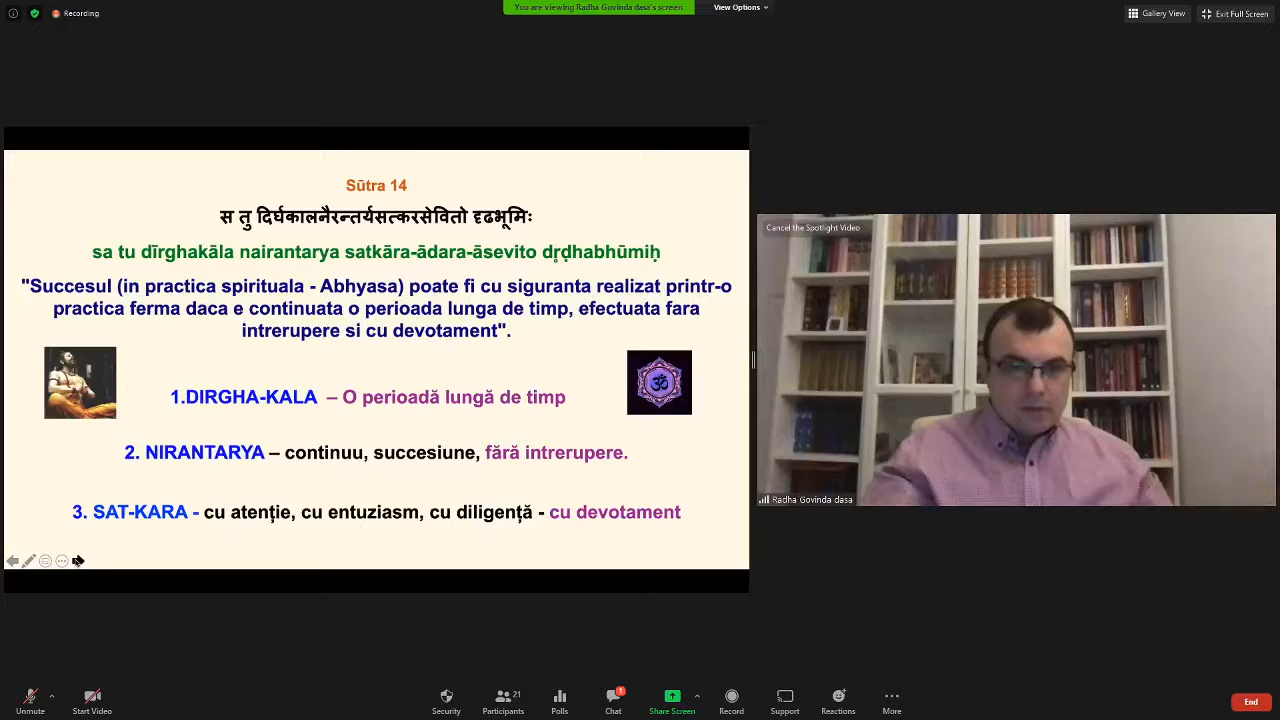 Recording
You are viewing Radha Govinda dasa's screen
View Options
Gallery View
Exit Full Screen
Sūtra 14
स तु दिर्घकालनैरन्तर्यसत्करसेवितो दृढभूमिः
sa tu dīrghakāla nairantarya satkāra-ādara-āsevito dṛḍhabhūmiḥ
"Succesul (in practica spirituala - Abhyasa) poate fi cu siguranta realizat printr-o
practica ferma daca e continuata o perioada lunga de timp, efectuata fara
intrerupere si cu devotament".
1.DIRGHA-KALA – O perioadă lungă de timp
ॐ
2. NIRANTARYA – continuu, succesiune, fără intrerupere.
3. SAT-KARA - cu atenție, cu entuziasm, cu diligență - cu devotament
Cancel the Spotlight Video
Radha Govinda dasa
Unmute
Start Video
Security
Participants
21
Polls
Chat
1
Share Screen
Record
Support
Reactions
More
End